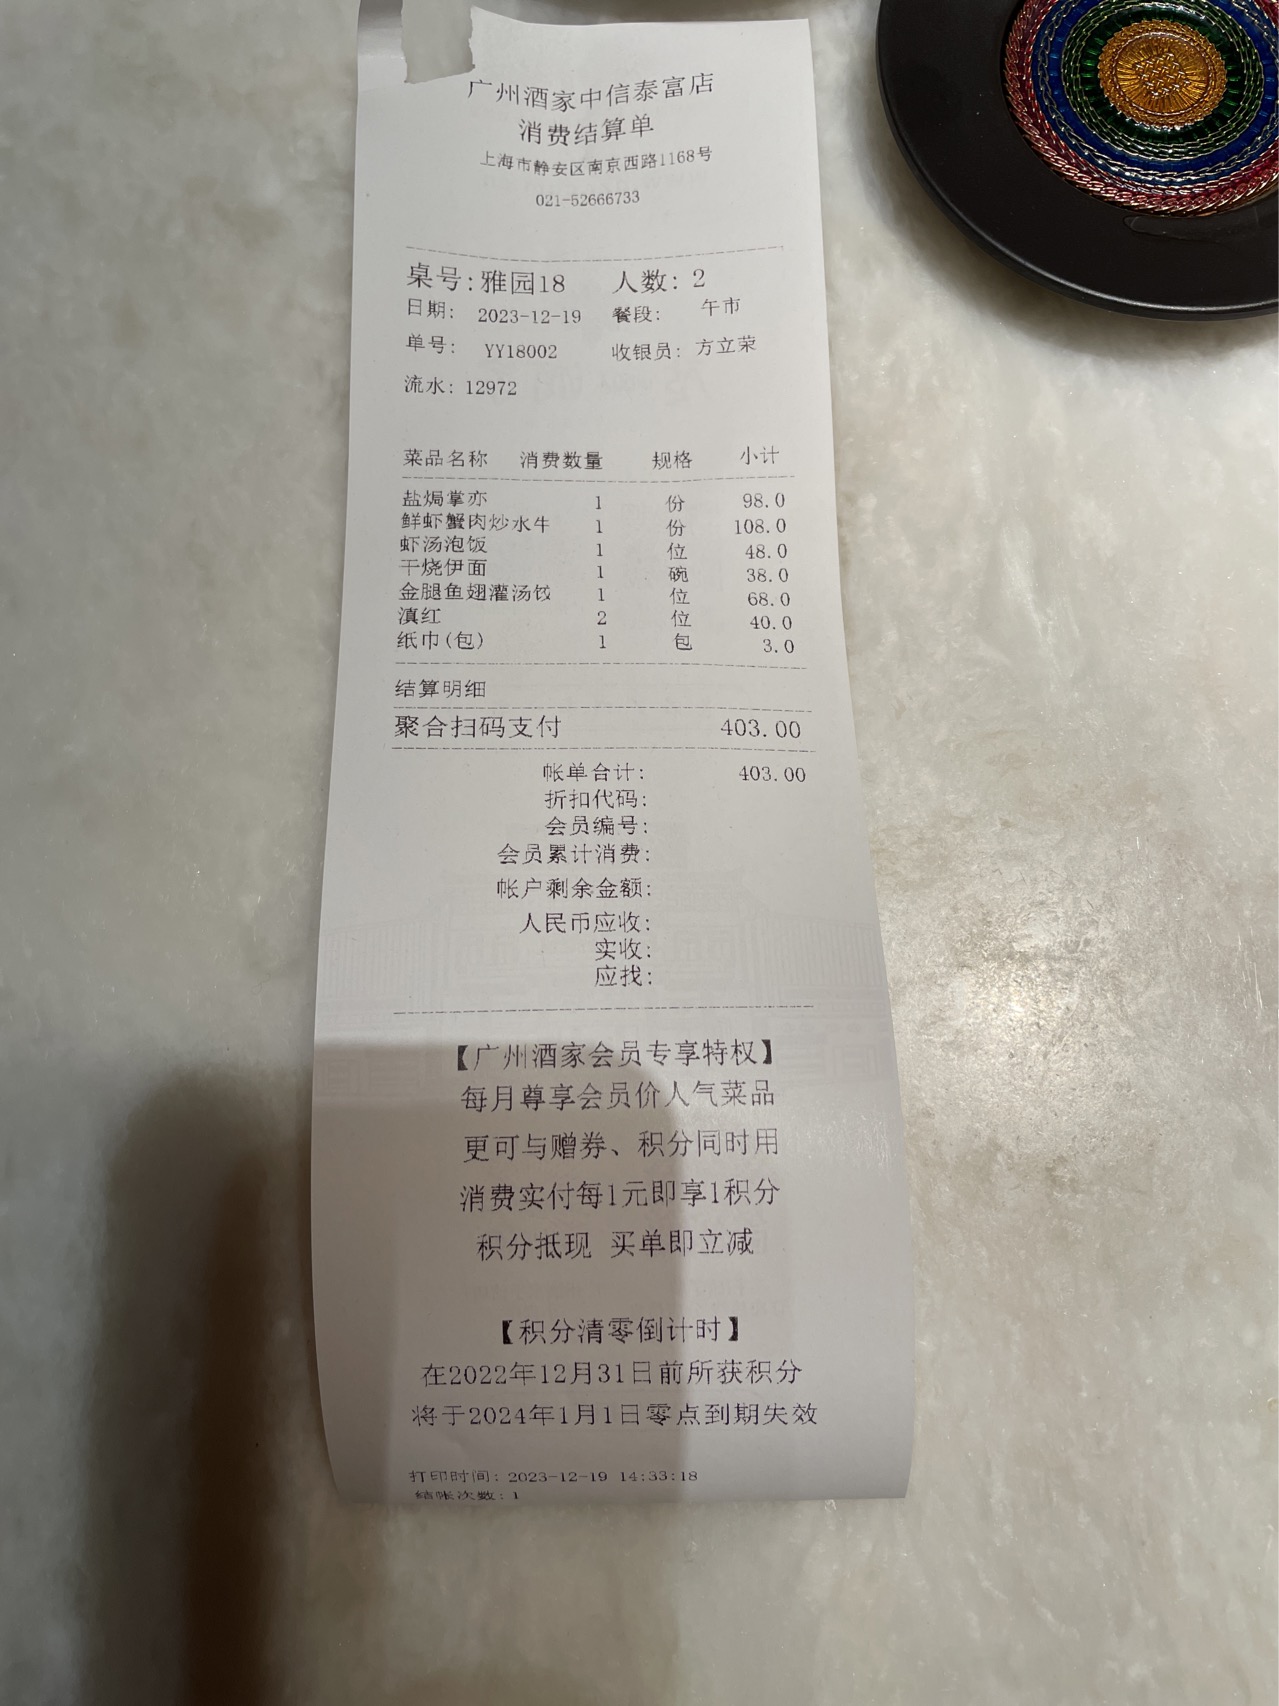 广州酒家中信泰富店
消费结算单
上海市静安区南京西路1168号
021-52666733
桌号:雅园18 人数: 2
日期: 2023-12-19 餐段: 午市
单号: YY18002 收银员: 方立荣
流水: 12972
菜品名称 消费数量 规格 小计
盐焗掌亦 1 份 98.0
鲜虾蟹肉炒水牛 1 份 108.0
虾汤泡饭 1 位 48.0
干烧伊面 1 碗 38.0
金腿鱼翅灌汤饺 1 位 68.0
滇红 2 位 40.0
纸巾(包) 1 包 3.0
结算明细
聚合扫码支付 403.00
帐单合计: 403.00
折扣代码:
会员编号:
会员累计消费:
帐户剩余金额:
人民币应收:
实收:
应找:
【广州酒家会员专享特权】
每月尊享会员价人气菜品
更可与赠券、积分同时用
消费实付每1元即享1积分
积分抵现 买单即立减
【积分清零倒计时】
在2022年12月31日前所获积分
将于2024年1月1日零点到期失效
打印时间: 2023-12-19 14:33:18
结帐次数: 1